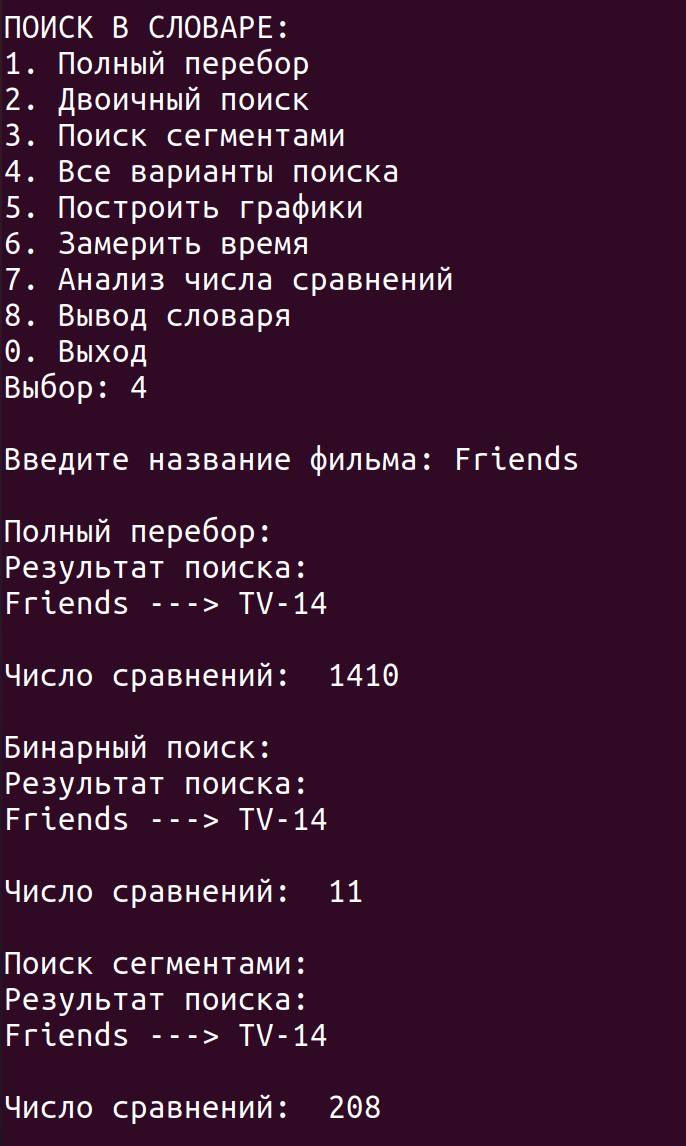 ПОИСК В СЛОВАРЕ:
1. Полный перебор
2. Двоичный поиск
3. Поиск сегментами
4. Все варианты поиска
5. Построить графики
6. Замерить время
7. Анализ числа сравнений
8. Вывод словаря
0. Выход
Выбор: 4
Введите название фильма: Friends
Полный перебор:
Результат поиска:
Friends ---> TV-14
Число сравнений:  1410
Бинарный поиск:
Результат поиска:
Friends ---> TV-14
Число сравнений:  11
Поиск сегментами:
Результат поиска:
Friends ---> TV-14
Число сравнений:  208